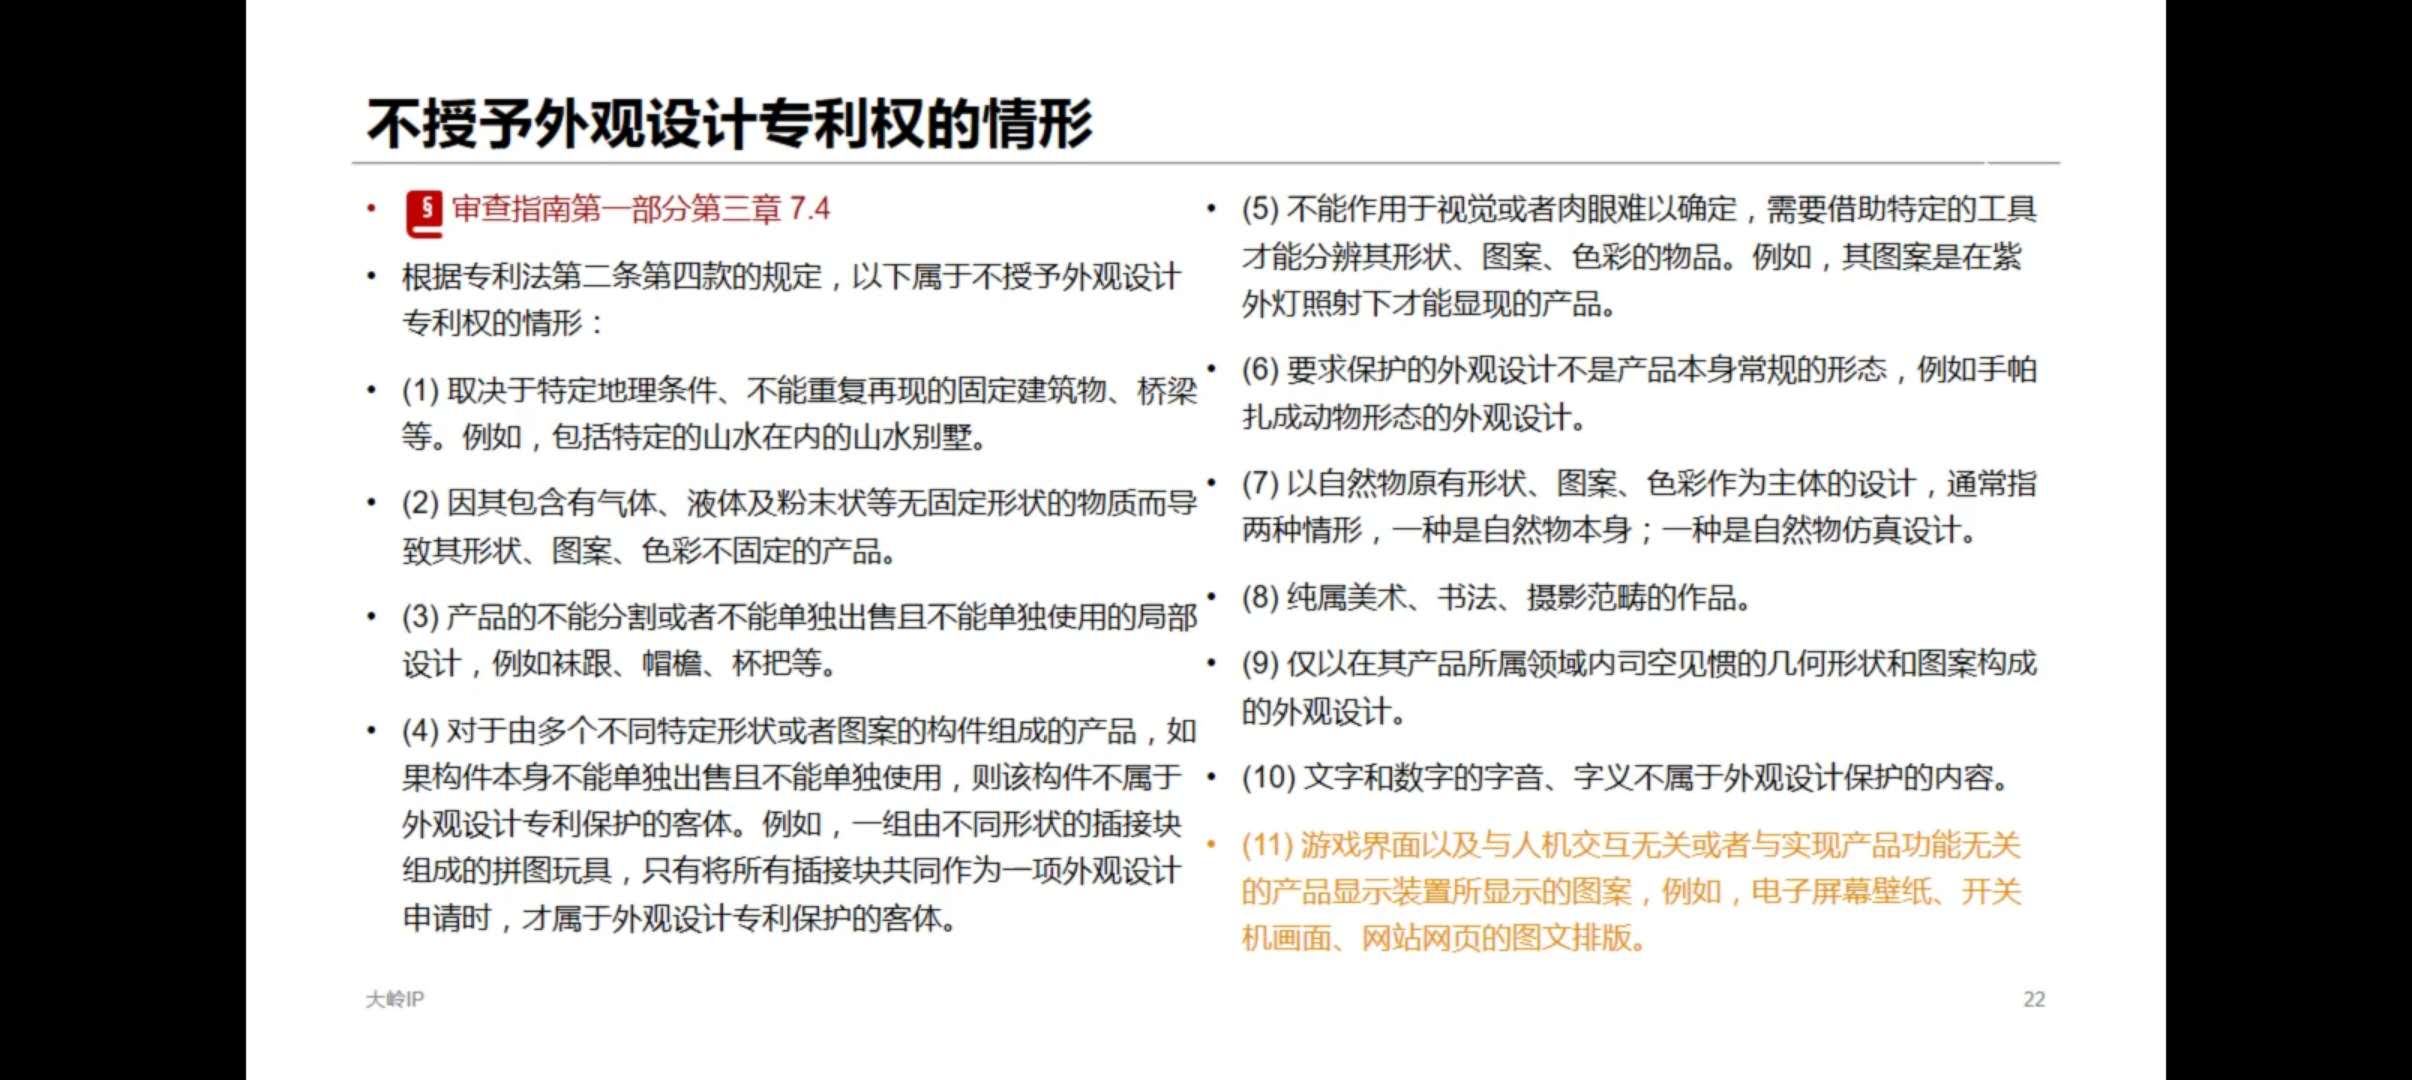 不授予外观设计专利权的情形
• § 审查指南第一部分第三章 7.4
• 根据专利法第二条第四款的规定，以下属于不授予外观设计
专利权的情形：
• (1) 取决于特定地理条件、不能重复再现的固定建筑物、桥梁
等。例如，包括特定的山水在内的山水别墅。
• (2) 因其包含有气体、液体及粉末状等无固定形状的物质而导
致其形状、图案、色彩不固定的产品。
• (3) 产品的不能分割或者不能单独出售且不能单独使用的局部
设计，例如袜跟、帽檐、杯把等。
• (4) 对于由多个不同特定形状或者图案的构件组成的产品，如
果构件本身不能单独出售且不能单独使用，则该构件不属于
外观设计专利保护的客体。例如，一组由不同形状的插接块
组成的拼图玩具，只有将所有插接块共同作为一项外观设计
申请时，才属于外观设计专利保护的客体。
• (5) 不能作用于视觉或者肉眼难以确定，需要借助特定的工具
才能分辨其形状、图案、色彩的物品。例如，其图案是在紫
外灯照射下才能显现的产品。
• (6) 要求保护的外观设计不是产品本身常规的形态，例如手帕
扎成动物形态的外观设计。
• (7) 以自然物原有形状、图案、色彩作为主体的设计，通常指
两种情形，一种是自然物本身；一种是自然物仿真设计。
• (8) 纯属美术、书法、摄影范畴的作品。
• (9) 仅以在其产品所属领域内司空见惯的几何形状和图案构成
的外观设计。
• (10) 文字和数字的字音、字义不属于外观设计保护的内容。
• (11) 游戏界面以及与人机交互无关或者与实现产品功能无关
的产品显示装置所显示的图案，例如，电子屏幕壁纸、开关
机画面、网站网页的图文排版。
大岭IP
22